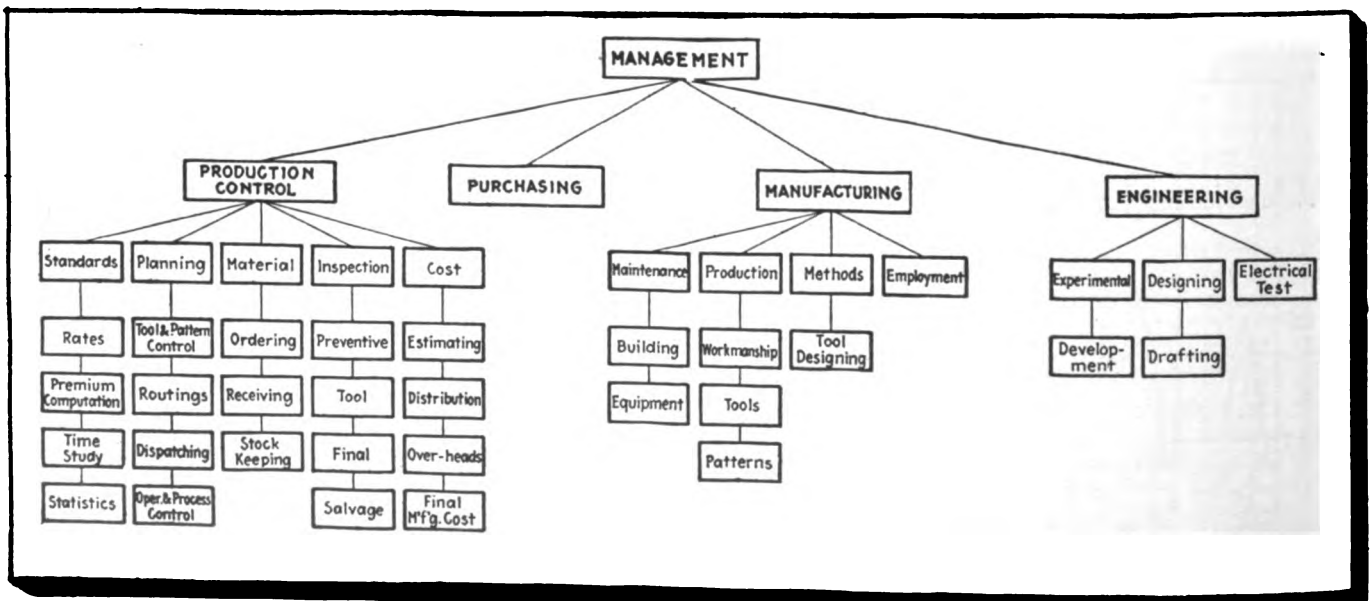 MANAGEMENT
PRODUCTION
CONTROL
PURCHASING
MANUFACTURING
ENGINEERING
Standards
Planning
Material
Inspection
Cost
Maintenance
Production
Methods
Employment
Experimental
Designing
Electrical
Test
Rates
Tool & Pattern
Control
Ordering
Preventive
Estimating
Building
Workmanship
Tool
Designing
Develop-
ment
Drafting
Premium
Computation
Routings
Receiving
Tool
Distribution
Equipment
Tools
Time
Study
Dispatching
Stock
Keeping
Final
Over-heads
Patterns
Statistics
Oper. & Process
Control
Salvage
Final
M'f'g. Cost